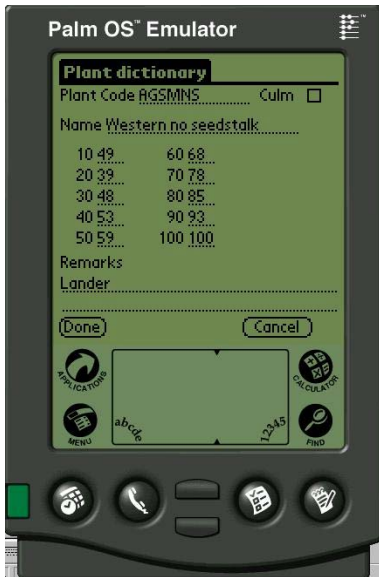 Palm OS™ Emulator
Plant dictionary
Plant Code AGSMNS Culm
Name Western no seedstalk
10 49 60 68
20 39 70 78
30 48 80 85
40 53 90 93
50 59 100 100
Remarks
Lander
Done Cancel
APPLICATIONS CALCULATOR
MENU abcde 12345 FIND